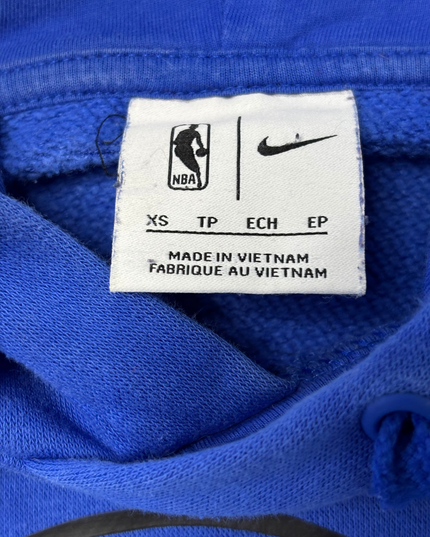 NBA
XS TP ECH EP
MADE IN VIETNAM
FABRIQUE AU VIETNAM